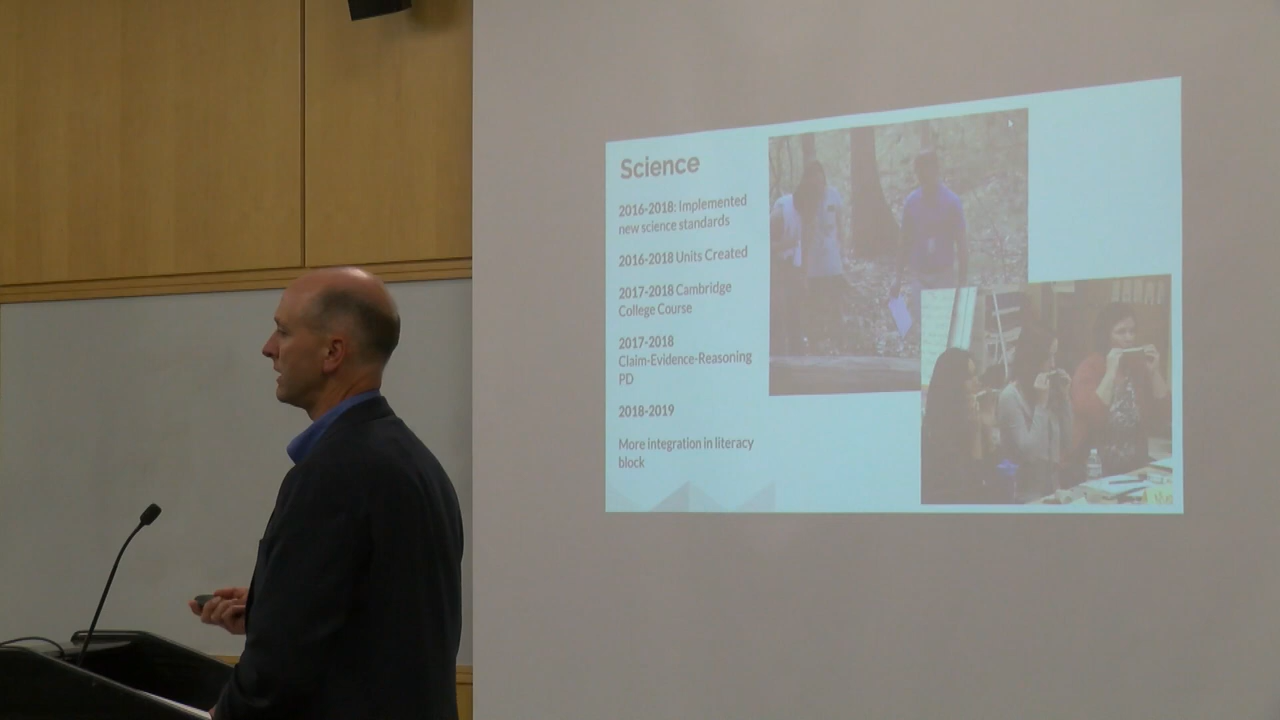 Science
2016-2018: Implemented
new science standards
2016-2018 Units Created
2017-2018 Cambridge
College Course
2017-2018
Claim-Evidence-Reasoning
PD
2018-2019
More integration in literacy
block